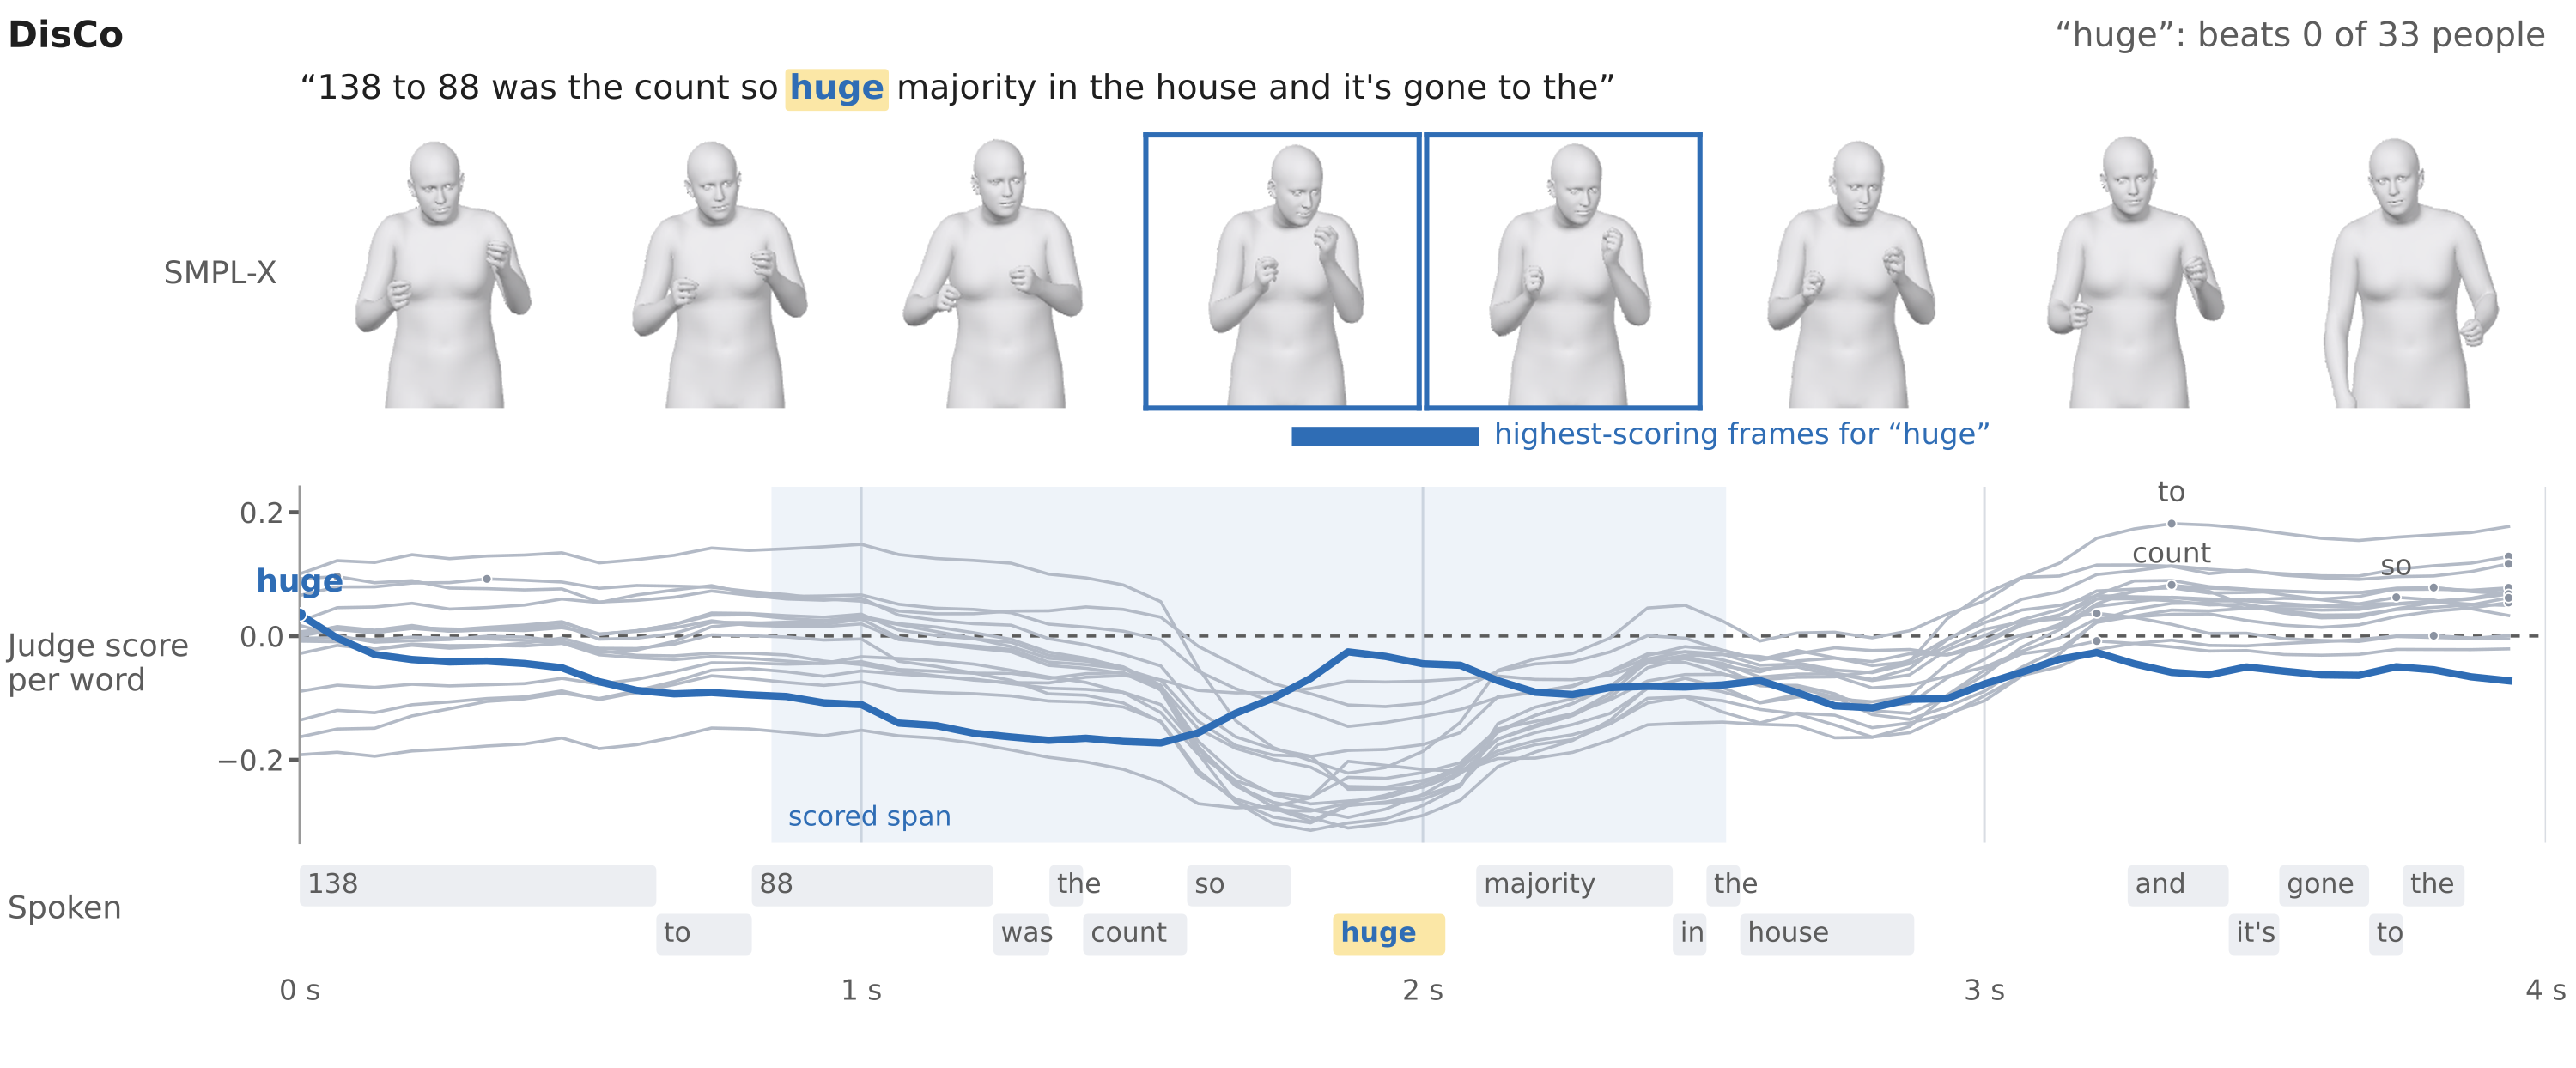 DisCo
“huge”: beats 0 of 33 people
“138 to 88 was the count so huge majority in the house and it's gone to the”
SMPL-X
highest-scoring frames for “huge”
0.2
0.0
−0.2
Judge score
per word
huge
to
count
so
scored span
Spoken
138
88
the
so
majority
the
and
gone
the
to
was
count
huge
in
house
it's
to
0 s
1 s
2 s
3 s
4 s